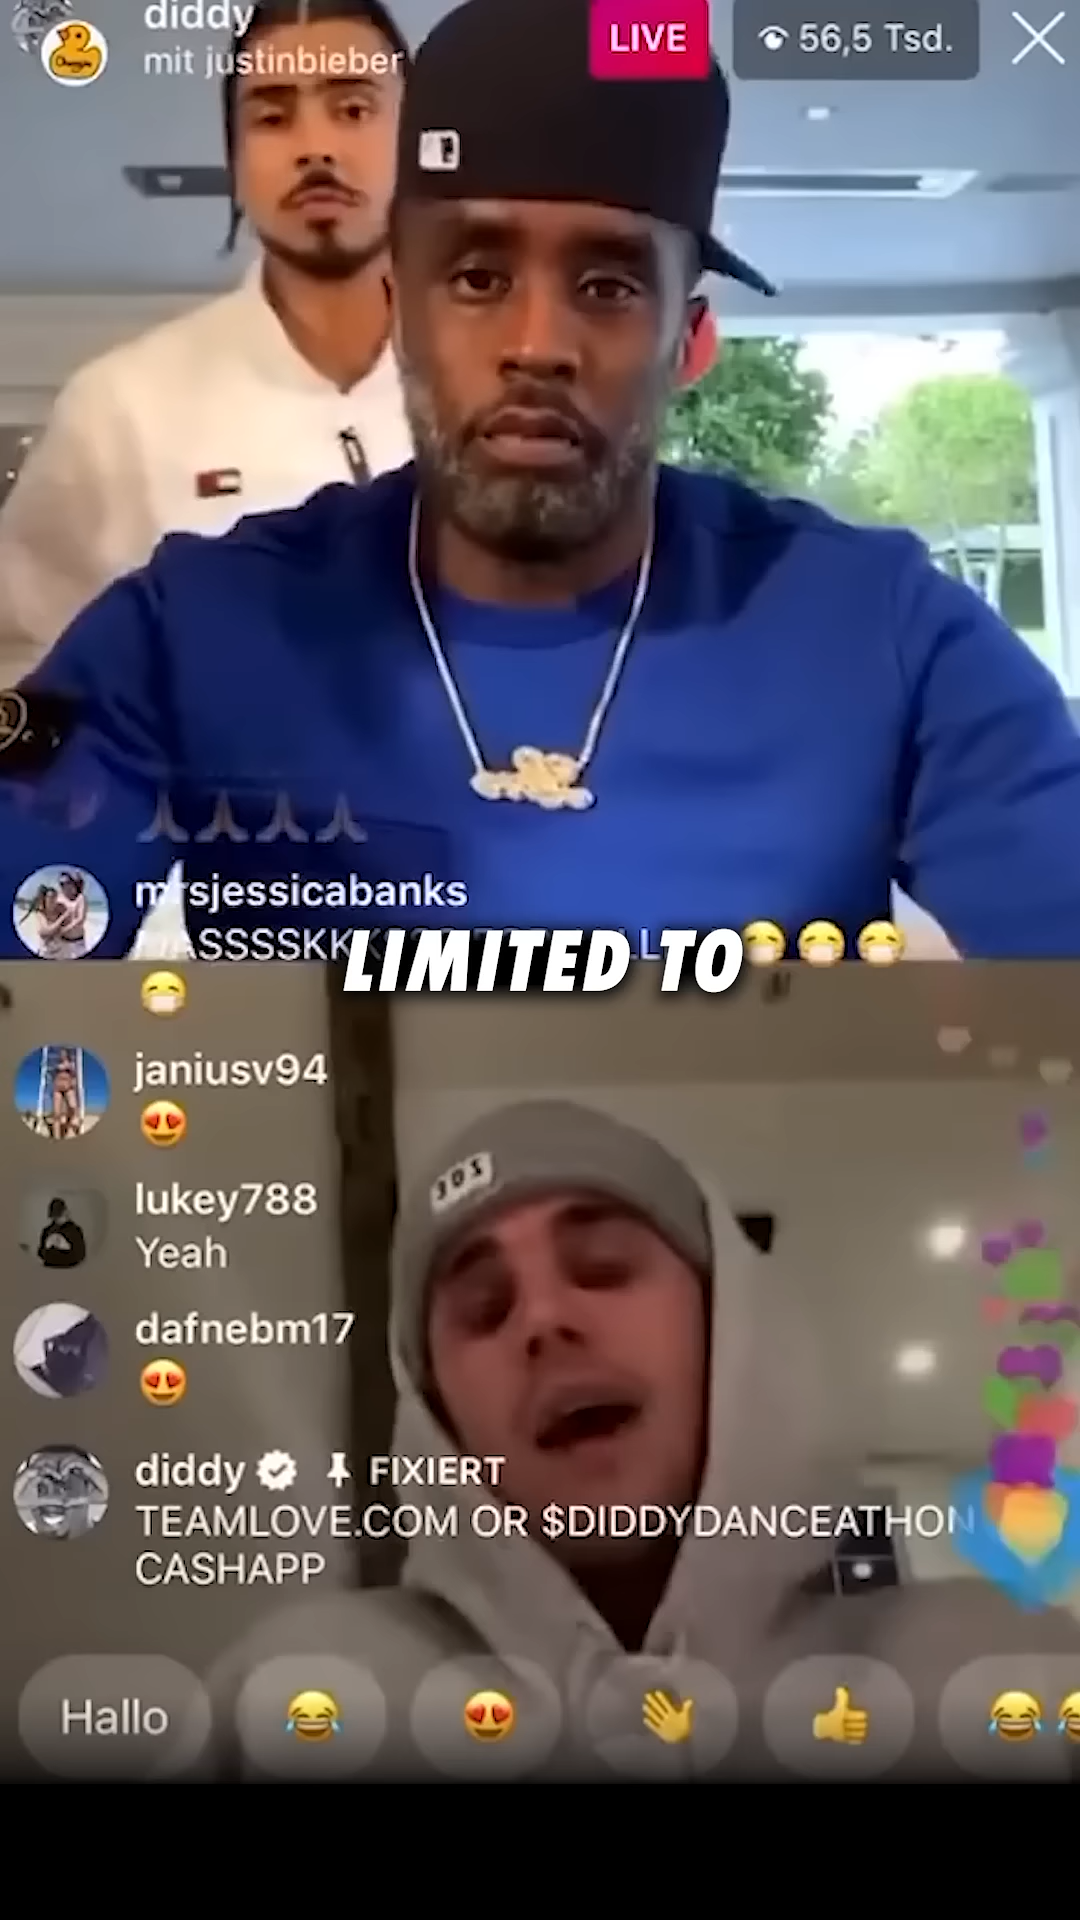 diddy
mit justinbieber
LIVE
56,5 Tsd.
mrsjessicabanks
LIMITED TO
janiusv94
lukey788
Yeah
dafnebm17
diddy FIXIERT
TEAMLOVE.COM OR $DIDDYDANCEATHON
CASHAPP
Hallo